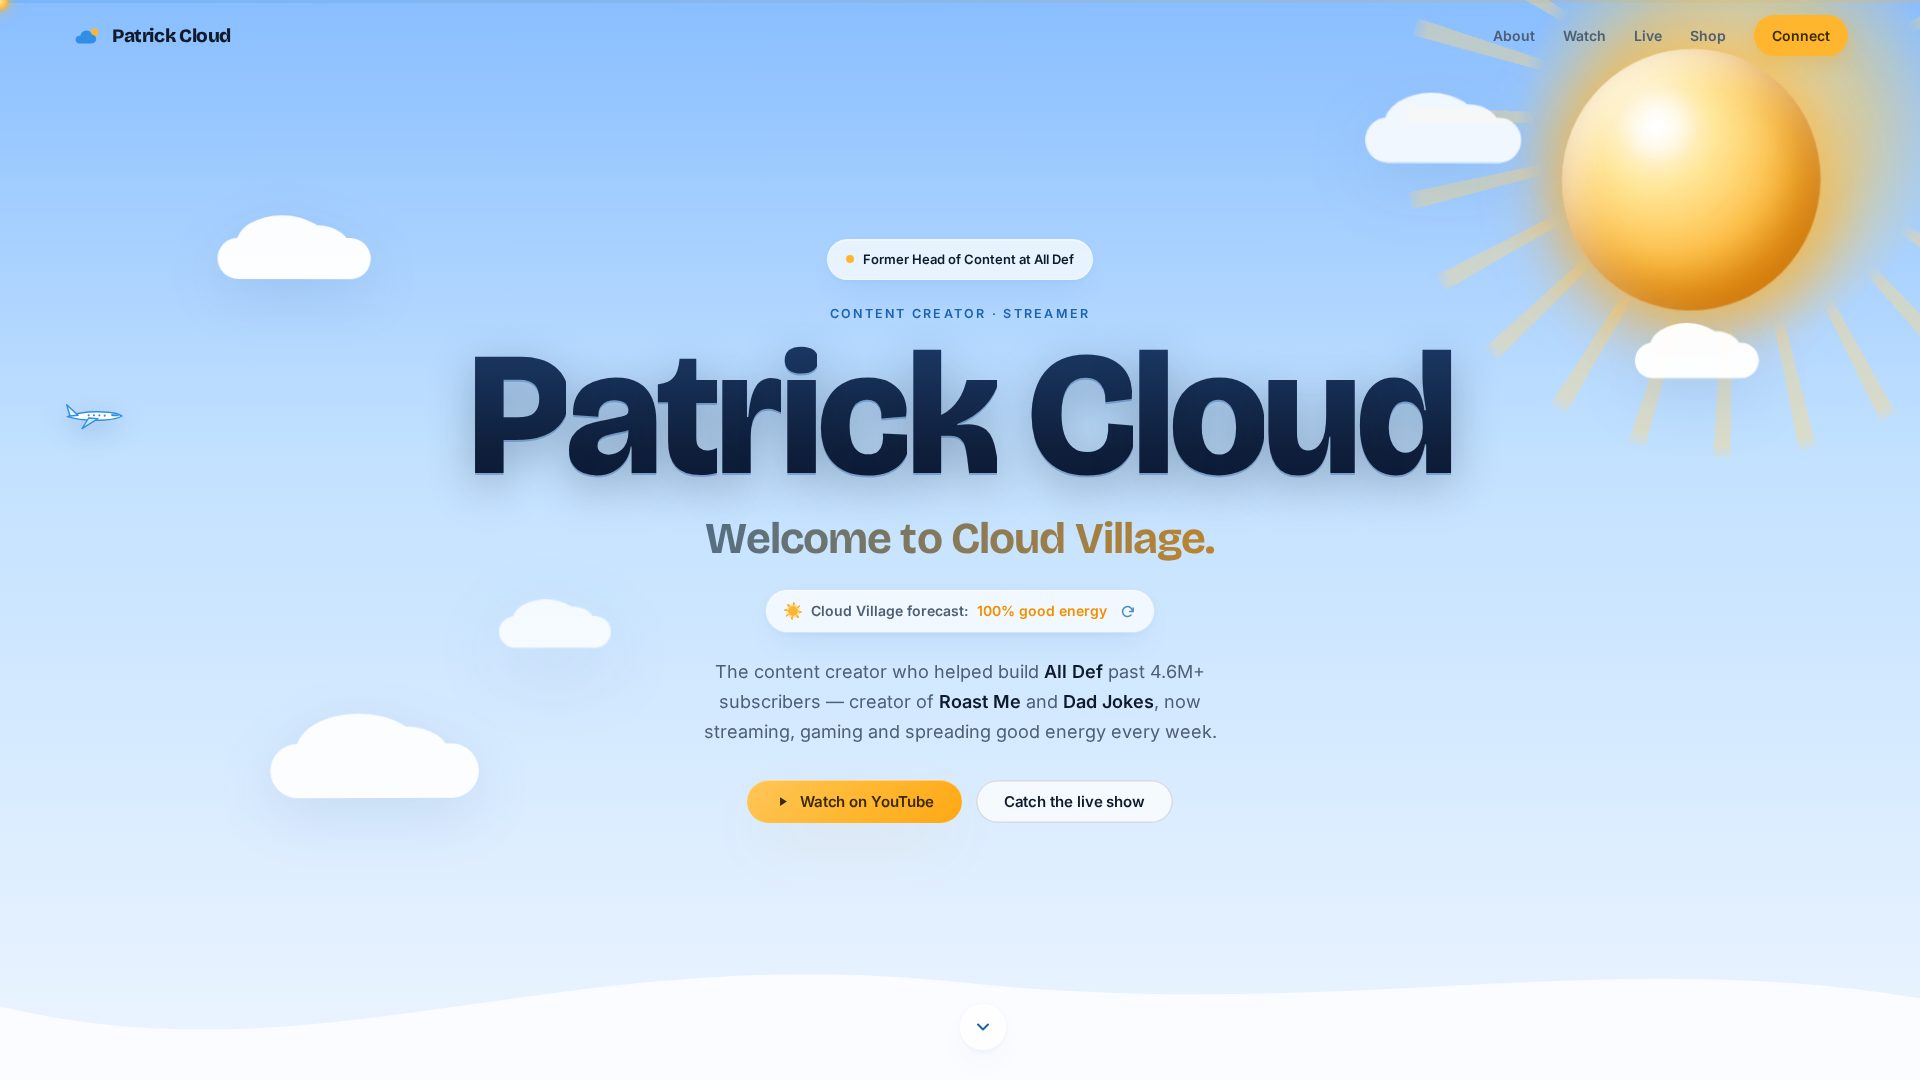 Patrick Cloud
About
Watch
Live
Shop
Connect
Former Head of Content at All Def
CONTENT CREATOR · STREAMER
Patrick Cloud
Welcome to Cloud Village.
Cloud Village forecast: 100% good energy
The content creator who helped build All Def past 4.6M+
subscribers — creator of Roast Me and Dad Jokes, now
streaming, gaming and spreading good energy every week.
Watch on YouTube
Catch the live show